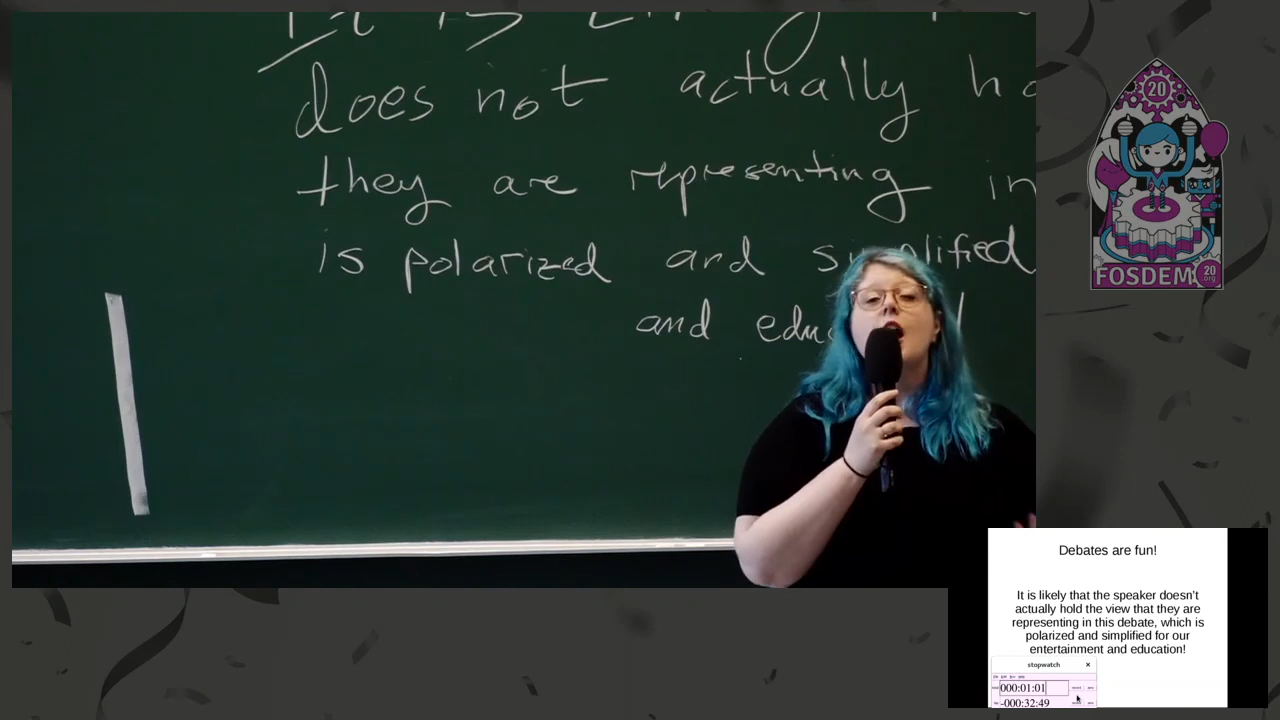 does not actually
they are representing in
is polarized and simplified
and
20
FOSDEM 20
.org
Debates are fun!
It is likely that the speaker doesn't
actually hold the view that they are
representing in this debate, which is
polarized and simplified for our
entertainment and education!
stopwatch
000:01:01
-000:32:49